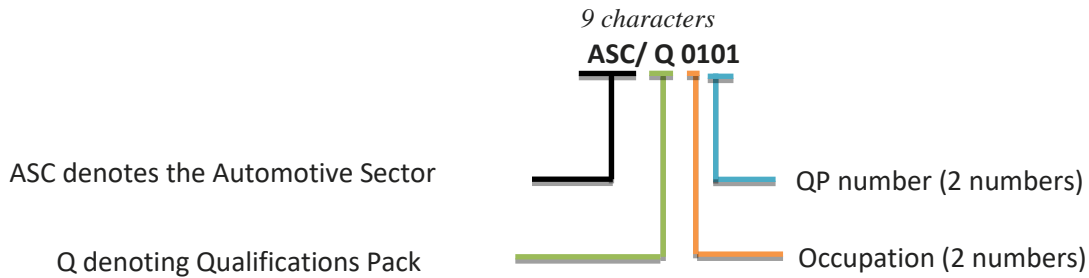 9 characters
ASC/ Q 0101
ASC denotes the Automotive Sector
QP number (2 numbers)
Q denoting Qualifications Pack
Occupation (2 numbers)